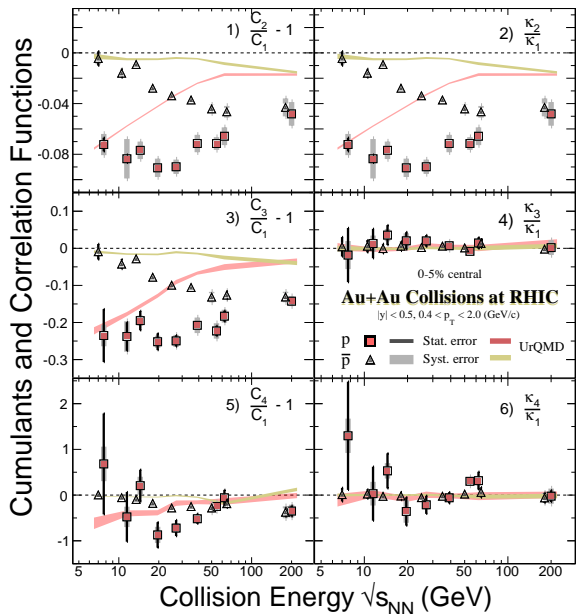 Cumulants and Correlation Functions
1) C2/C1 - 1
2) κ2/κ1
0
-0.04
-0.08
3) C3/C1 - 1
4) κ3/κ1
0.1
0
-0.1
-0.2
-0.3
0-5% central
Au+Au Collisions at RHIC
|y| < 0.5, 0.4 < pT < 2.0 (GeV/c)
p Stat. error UrQMD
p̅ Syst. error
5) C4/C1 - 1
6) κ4/κ1
2
1
0
-1
5 10 20 50 100 200 5 10 20 50 100 200
Collision Energy √sNN (GeV)